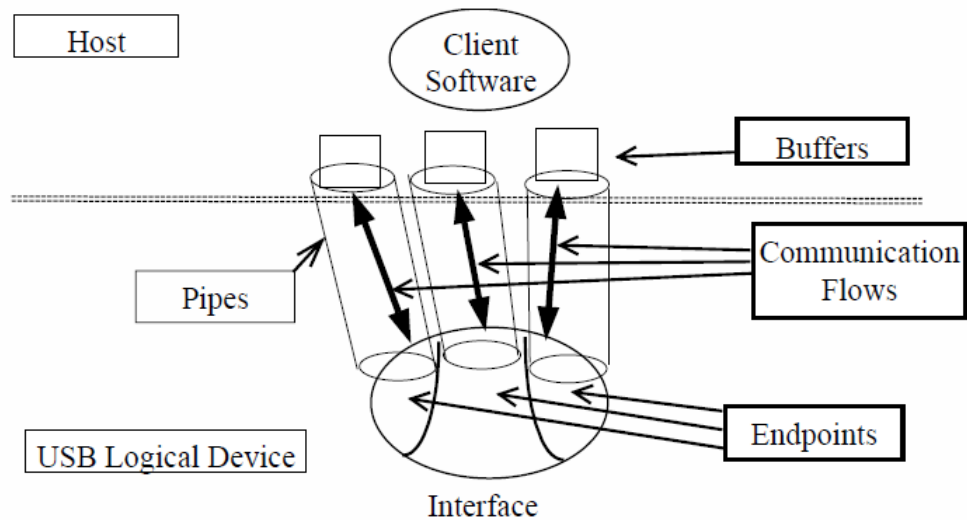 Host
Client
Software
Buffers
Communication
Flows
Pipes
Endpoints
USB Logical Device
Interface